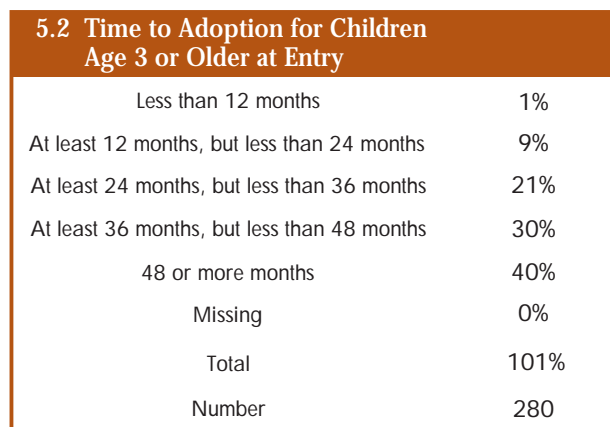 5.2 Time to Adoption for Children
Age 3 or Older at Entry
Less than 12 months 1%
At least 12 months, but less than 24 months 9%
At least 24 months, but less than 36 months 21%
At least 36 months, but less than 48 months 30%
48 or more months 40%
Missing 0%
Total 101%
Number 280